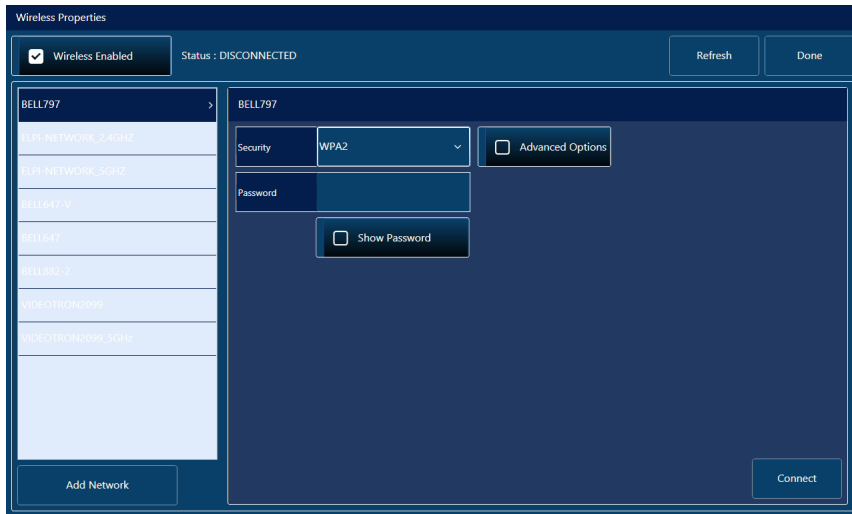 Wireless Properties
Wireless Enabled
Status : DISCONNECTED
Refresh
Done
BELL797 >
ELPI-NETWORK_2.4GHZ
ELPI-NETWORK_5GHZ
BELL647-V
BELL647
BELL882-Z
VIDEOTRON2099
VIDEOTRON2099_5GHz
Add Network
BELL797
Security
WPA2
Advanced Options
Password
Show Password
Connect